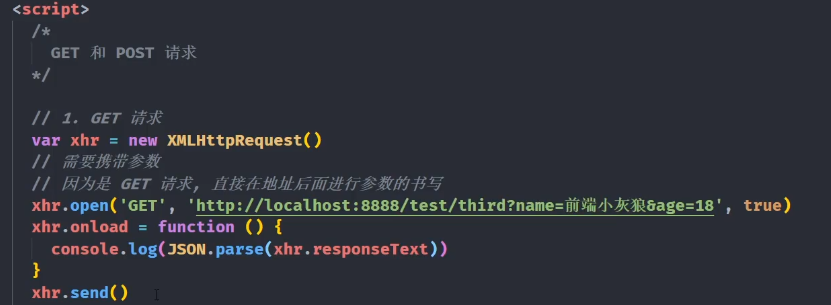 <script>
/*
GET 和 POST 请求
*/
// 1. GET 请求
var xhr = new XMLHttpRequest()
// 需要携带参数
// 因为是 GET 请求, 直接在地址后面进行参数的书写
xhr.open('GET', 'http://localhost:8888/test/third?name=前端小灰狼&age=18', true)
xhr.onload = function () {
console.log(JSON.parse(xhr.responseText))
}
xhr.send()